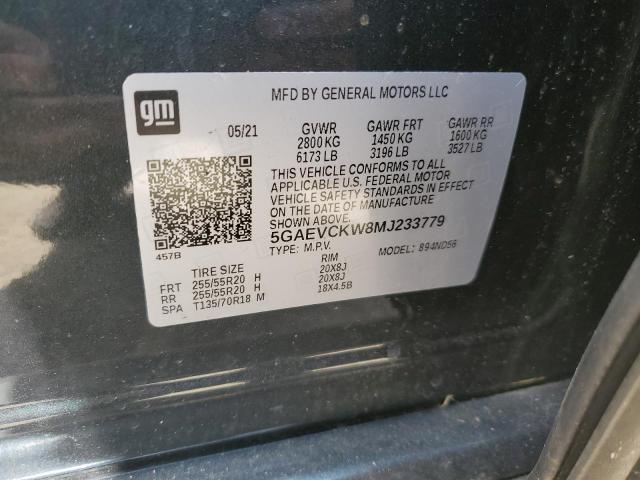 gm
MFD BY GENERAL MOTORS LLC
05/21 GVWR GAWR FRT GAWR RR
2800 KG 1450 KG 1600 KG
6173 LB 3196 LB 3527 LB
THIS VEHICLE CONFORMS TO ALL
APPLICABLE U.S. FEDERAL MOTOR
VEHICLE SAFETY STANDARDS IN EFFECT
ON THE DATE OF MANUFACTURE SHOWN ABOVE.
5GAEVCKW8MJ233779
457B TYPE: M.P.V. MODEL: 894ND56
TIRE SIZE RIM
FRT 255/55R20 H 20X8J
RR 255/55R20 H 20X8J
SPA T135/70R18 M 18X4.5B